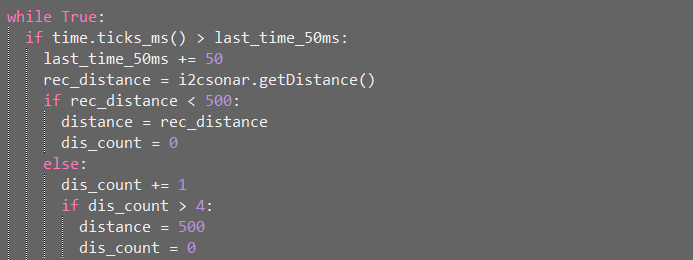 while True:
  if time.ticks_ms() > last_time_50ms:
    last_time_50ms += 50
    rec_distance = i2csonar.getDistance()
    if rec_distance < 500:
      distance = rec_distance
      dis_count = 0
    else:
      dis_count += 1
      if dis_count > 4:
        distance = 500
        dis_count = 0